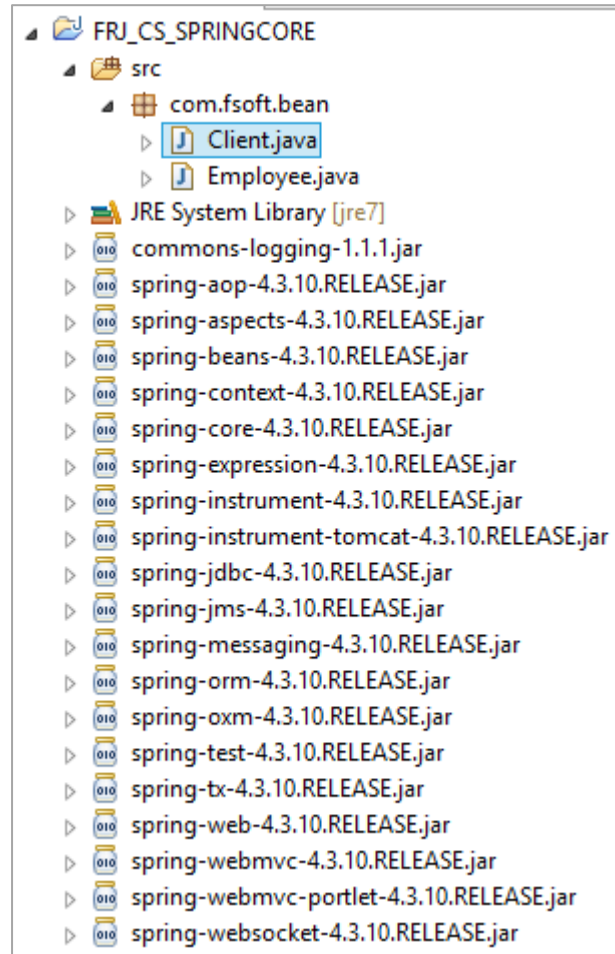 FRJ_CS_SPRINGCORE
src
com.fsoft.bean
Client.java
Employee.java
JRE System Library [jre7]
commons-logging-1.1.1.jar
spring-aop-4.3.10.RELEASE.jar
spring-aspects-4.3.10.RELEASE.jar
spring-beans-4.3.10.RELEASE.jar
spring-context-4.3.10.RELEASE.jar
spring-core-4.3.10.RELEASE.jar
spring-expression-4.3.10.RELEASE.jar
spring-instrument-4.3.10.RELEASE.jar
spring-instrument-tomcat-4.3.10.RELEASE.jar
spring-jdbc-4.3.10.RELEASE.jar
spring-jms-4.3.10.RELEASE.jar
spring-messaging-4.3.10.RELEASE.jar
spring-orm-4.3.10.RELEASE.jar
spring-oxm-4.3.10.RELEASE.jar
spring-test-4.3.10.RELEASE.jar
spring-tx-4.3.10.RELEASE.jar
spring-web-4.3.10.RELEASE.jar
spring-webmvc-4.3.10.RELEASE.jar
spring-webmvc-portlet-4.3.10.RELEASE.jar
spring-websocket-4.3.10.RELEASE.jar